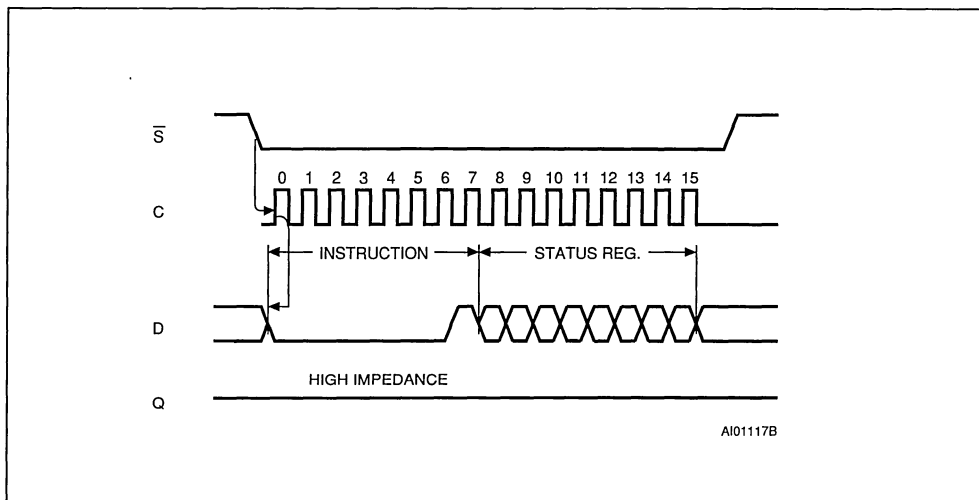 S̅
0 1 2 3 4 5 6 7 8 9 10 11 12 13 14 15
C
INSTRUCTION STATUS REG.
D
HIGH IMPEDANCE
Q
AI01117B